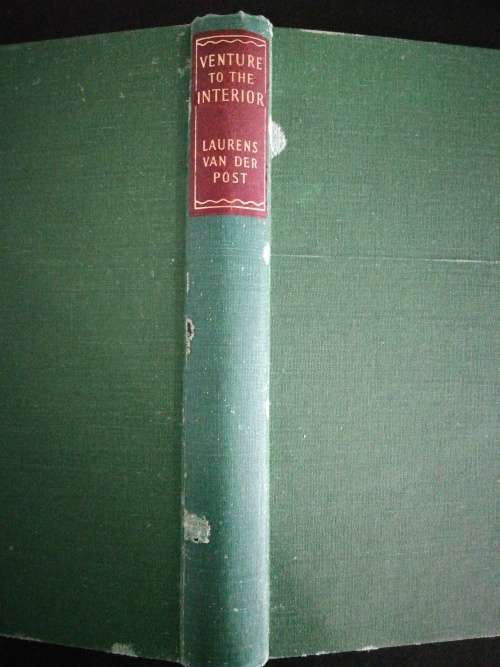 VENTURE
TO THE
INTERIOR
LAURENS
VAN DER
POST